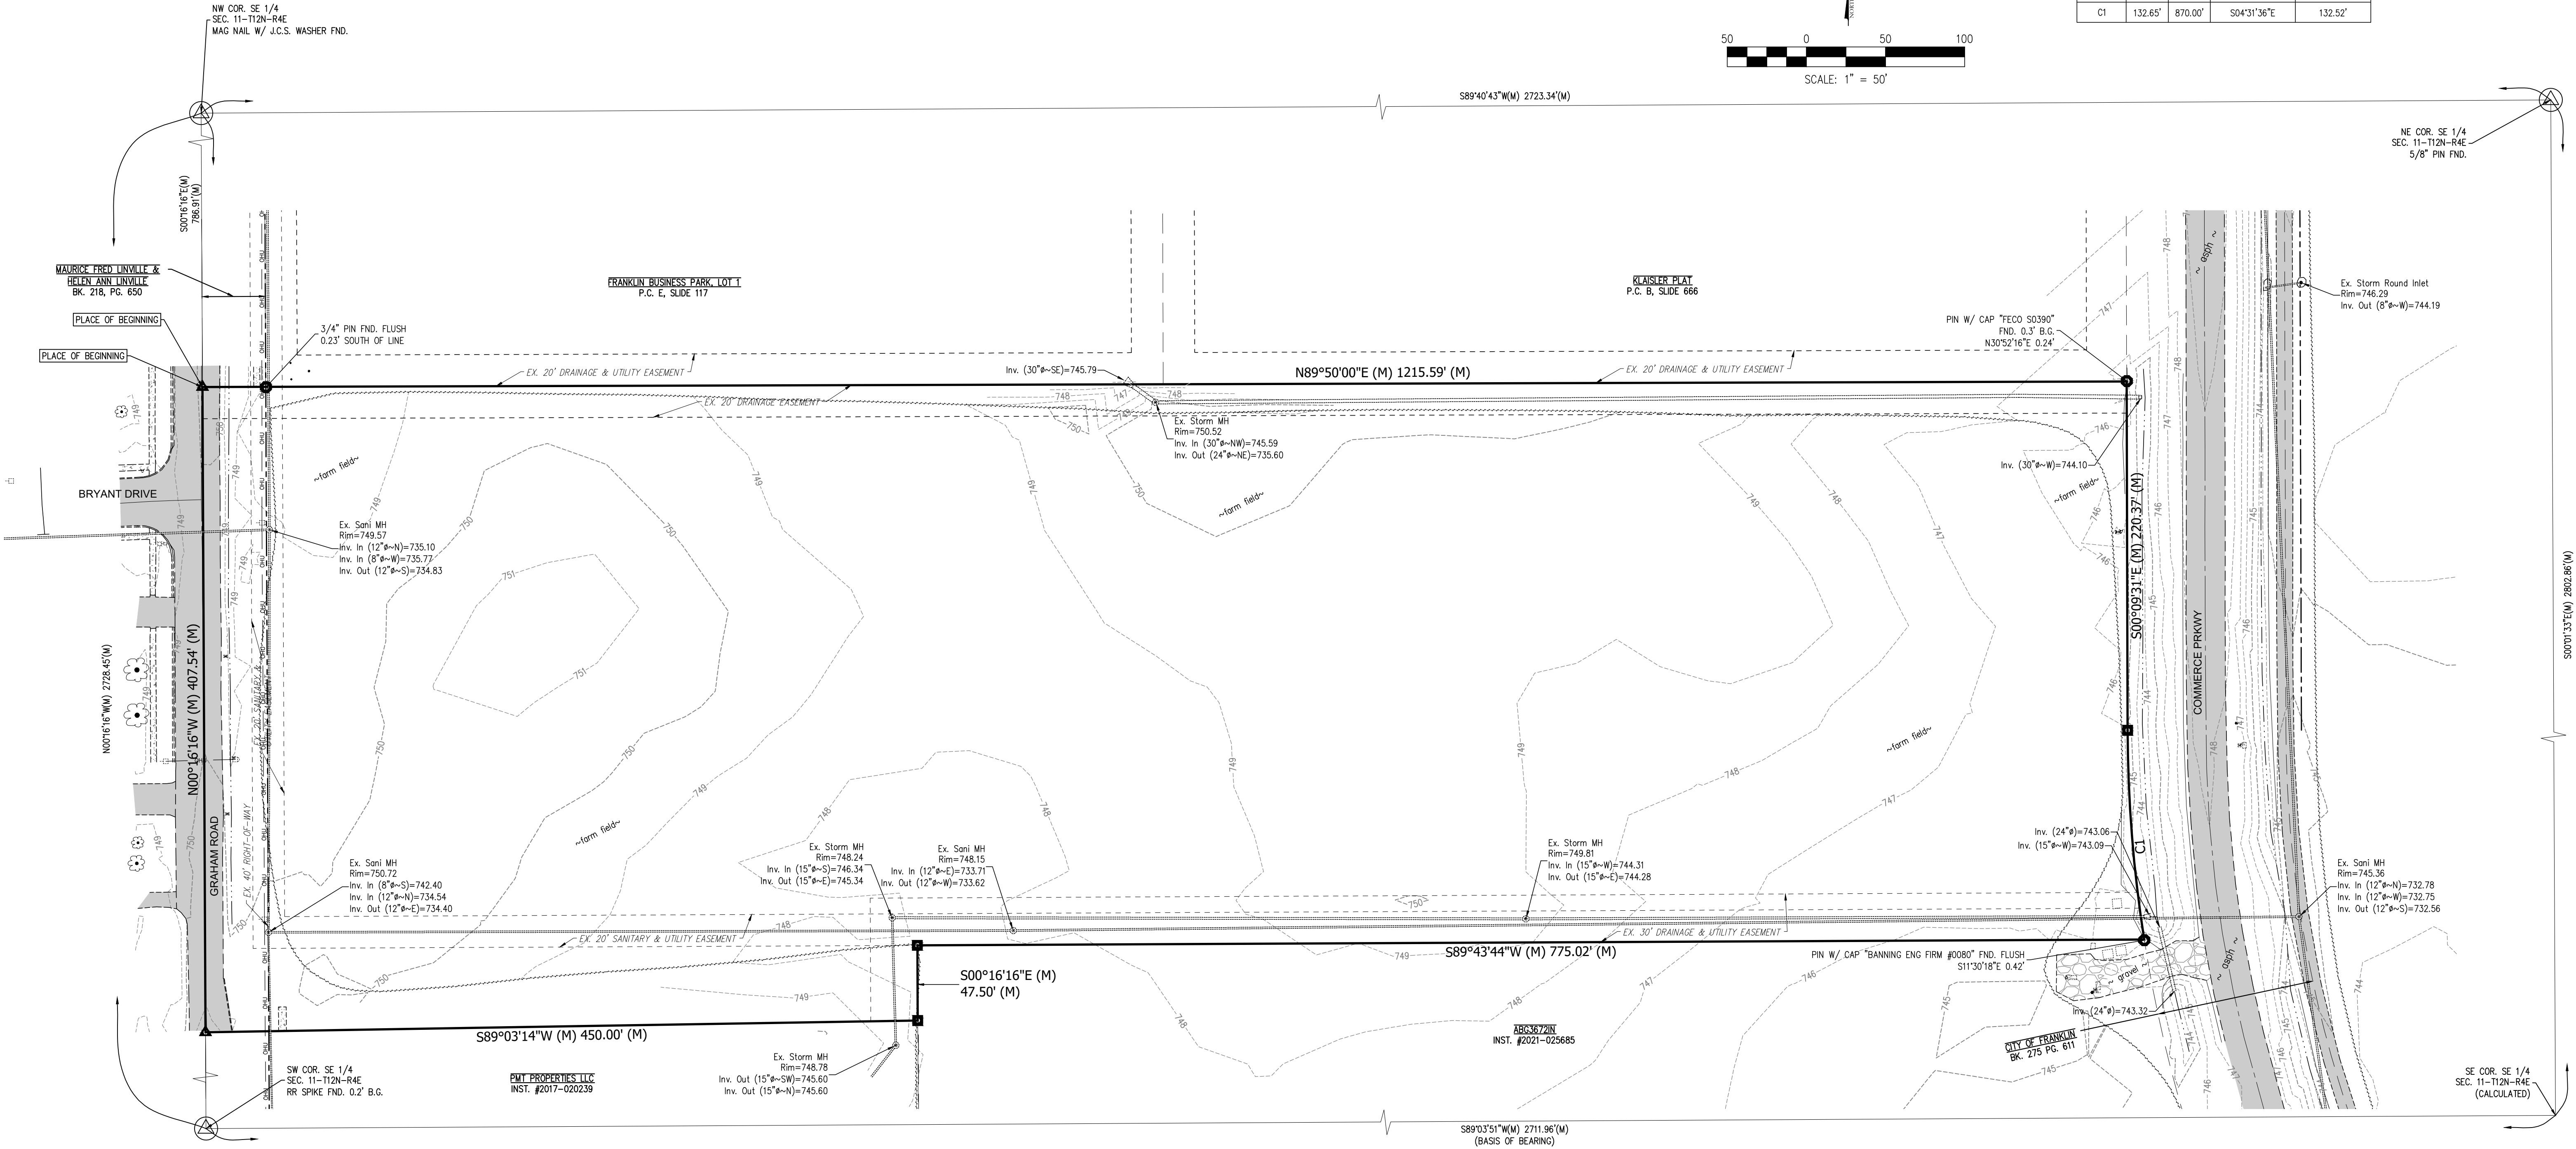 NW COR. SE 1/4
SEC. 11-T12N-R4E
MAG NAIL W/ J.C.S. WASHER FND.
NORTH
C1 132.65' 870.00' S04°31'36"E 132.52'
50 0 50 100
SCALE: 1" = 50'
S89°40'43"W(M) 2723.34'(M)
NE COR. SE 1/4
SEC. 11-T12N-R4E
5/8" PIN FND.
S00°16'16"E(M)
786.91'(M)
MAURICE FRED LINVILLE &
HELEN ANN LINVILLE
BK. 218, PG. 650
PLACE OF BEGINNING
PLACE OF BEGINNING
3/4" PIN FND. FLUSH
0.23' SOUTH OF LINE
FRANKLIN BUSINESS PARK, LOT 1
P.C. E, SLIDE 117
KLAISLER PLAT
P.C. B, SLIDE 666
PIN W/ CAP "FECO S0390"
FND. 0.3' B.G.
N30°52'16"E 0.24'
~ asph ~
Ex. Storm Round Inlet
Rim=746.29
Inv. Out (8"ø~W)=744.19
EX. 20' DRAINAGE & UTILITY EASEMENT
Inv. (30"ø~SE)=745.79
N89°50'00"E (M) 1215.59' (M)
EX. 20' DRAINAGE & UTILITY EASEMENT
EX. 20' DRAINAGE EASEMENT
Ex. Storm MH
Rim=750.52
Inv. In (30"ø~NW)=745.59
Inv. Out (24"ø~NE)=735.60
Inv. (30"ø~W)=744.10
BRYANT DRIVE
~farm field~
~farm field~
~farm field~
Ex. Sani MH
Rim=749.57
Inv. In (12"ø~N)=735.10
Inv. In (8"ø~W)=735.77
Inv. Out (12"ø~S)=734.83
S00°09'31"E (M) 220.37' (M)
COMMERCE PRKWY
S00°01'33"E(M) 2802.86'(M)
N00°16'16"W(M) 2728.45'(M)
N00°16'16"W (M) 407.54' (M)
EX. 20' SANITARY &
UTILITY EASEMENT
EX. 40' RIGHT-OF-WAY
GRAHAM ROAD
OHU
~farm field~
~farm field~
Ex. Sani MH
Rim=750.72
Inv. In (8"ø~S)=742.40
Inv. In (12"ø~N)=734.54
Inv. Out (12"ø~E)=734.40
Ex. Storm MH
Rim=748.24
Inv. In (15"ø~S)=746.34
Inv. Out (15"ø~E)=745.34
Ex. Sani MH
Rim=748.15
Inv. In (12"ø~E)=733.71
Inv. Out (12"ø~W)=733.62
Ex. Storm MH
Rim=749.81
Inv. In (15"ø~W)=744.31
Inv. Out (15"ø~E)=744.28
Inv. (24"ø)=743.06
Inv. (15"ø~W)=743.09
C1
Ex. Sani MH
Rim=745.36
Inv. In (12"ø~N)=732.78
Inv. In (12"ø~W)=732.75
Inv. Out (12"ø~S)=732.56
EX. 20' SANITARY & UTILITY EASEMENT
EX. 30' DRAINAGE & UTILITY EASEMENT
S89°43'44"W (M) 775.02' (M)
PIN W/ CAP "BANNING ENG FIRM #0080" FND. FLUSH
S11°30'18"E 0.42'
~ gravel ~
~ asph ~
S00°16'16"E (M)
47.50' (M)
Inv. (24"ø)=743.32
S89°03'14"W (M) 450.00' (M)
ABG3672IN
INST. #2021-025685
CITY OF FRANKLIN
BK. 275 PG. 611
Ex. Storm MH
Rim=748.78
Inv. Out (15"ø~SW)=745.60
Inv. Out (15"ø~N)=745.60
PMT PROPERTIES LLC
INST. #2017-020239
SW COR. SE 1/4
SEC. 11-T12N-R4E
RR SPIKE FND. 0.2' B.G.
SE COR. SE 1/4
SEC. 11-T12N-R4E
(CALCULATED)
S89°03'51"W(M) 2711.96'(M)
(BASIS OF BEARING)